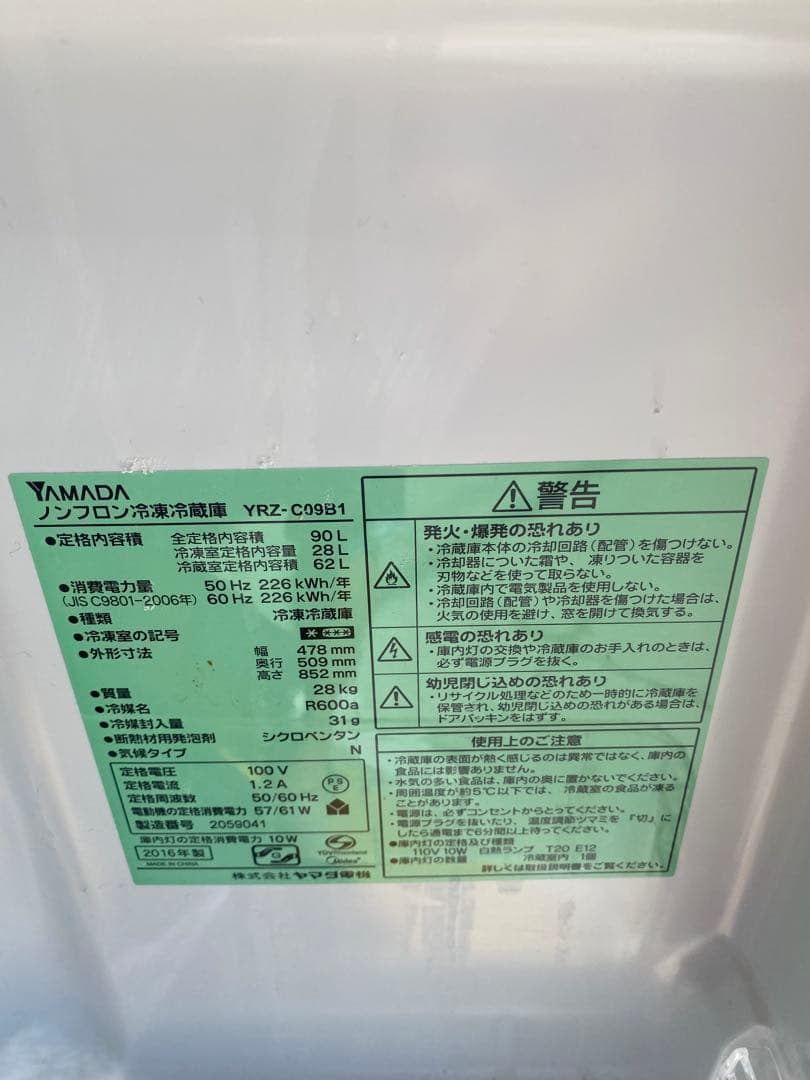 YAMADA
ノンフロン冷凍冷蔵庫 YRZ-C09B1
●定格内容積 全定格内容積 90 L
冷凍室定格内容量 28 L
冷蔵室定格内容積 62 L
●消費電力量 50 Hz 226 kWh/年
(JIS C9801-2006年) 60 Hz 226 kWh/年
●種類 冷凍冷蔵庫
●冷凍室の記号
●外形寸法 幅 478 mm
奥行 509 mm
高さ 852 mm
●質量 28 kg
●冷媒名 R600a
●冷媒封入量 31 g
●断熱材用発泡剤 シクロペンタン
●気候タイプ N
定格電圧 100 V
定格電流 1.2 A
定格周波数 50/60 Hz
電動機の定格消費電力 57/61 W
製造番号 2059041
庫内灯の定格消費電力 10 W
2016年製
MADE IN CHINA
PSE
TÜVRheinland
Midea
株式会社ヤマダ電機
警告
発火・爆発の恐れあり
・冷蔵庫本体の冷却回路(配管)を傷つけない。
・冷却器についた霜や、凍りついた容器を
刃物などを使って取らない。
・冷蔵庫内で電気製品を使用しない。
・冷却回路(配管)や冷却器を傷つけた場合は、
火気の使用を避け、窓を開けて換気する。
感電の恐れあり
・庫内灯の交換や冷蔵庫のお手入れのときは、
必ず電源プラグを抜く。
幼児閉じ込めの恐れあり
・リサイクル処理などのため一時的に冷蔵庫を
保管され、幼児閉じ込めの恐れがある場合は、
ドアパッキンをはずす。
使用上のご注意
・冷蔵庫の表面が熱く感じるのは異常ではなく、庫内の
食品には影響ありません。
・水気の多い食品は、庫内の奥に置かないでください。
・周囲温度が約5℃以下では、冷蔵室の食品が凍る
ことがあります。
・電源は、必ずコンセントからとってください。
・電源プラグを抜いたり、温度調節ツマミを「切」に
したら通電まで6分間以上待ってください。
●庫内灯の定格及び種類
110V 10W 白熱ランプ T20 E12
●庫内灯の数量 冷蔵室内 1個
詳しくは取扱説明書をご覧ください。